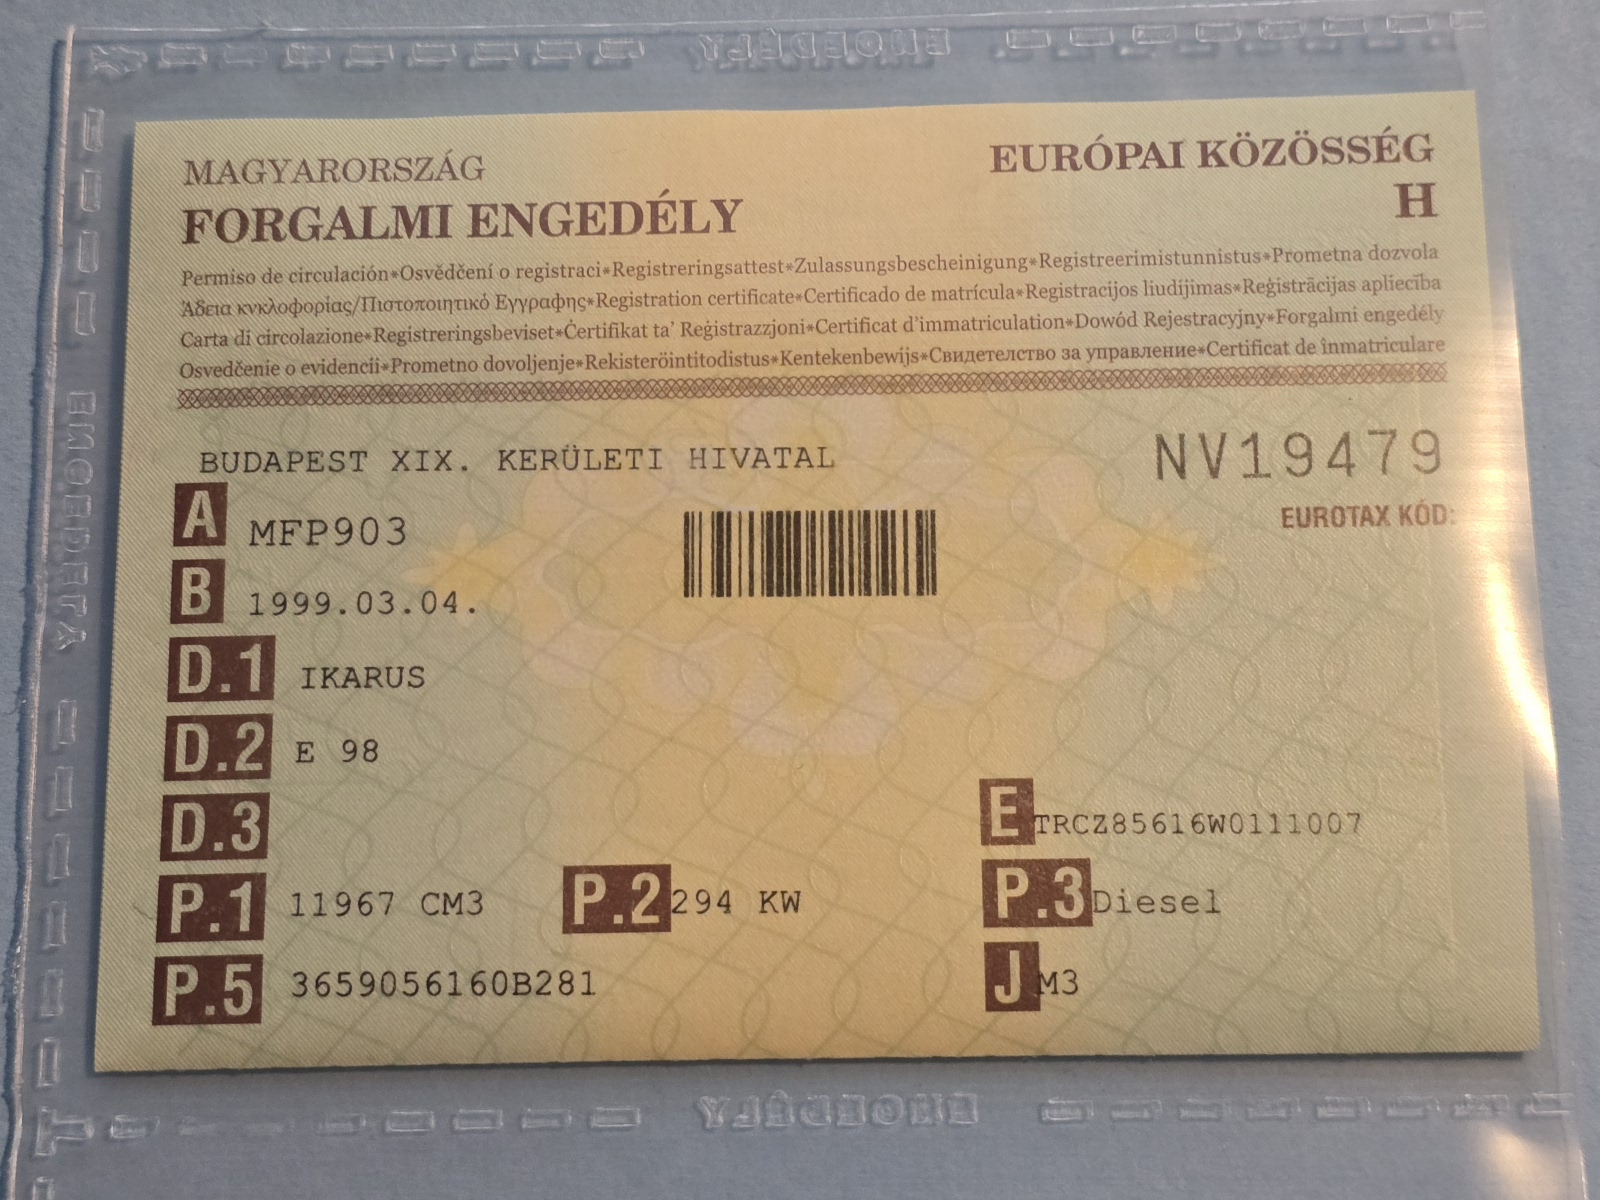 MAGYARORSZÁG
EURÓPAI KÖZÖSSÉG
FORGALMI ENGEDÉLY
H
Permiso de circulación*Osvědčení o registraci*Registreringsattest*Zulassungsbescheinigung*Registreerimistunnistus*Prometna dozvola
Άδεια κνκλοφορίας/Πιστοποιητικό Εγγραφης*Registration certificate*Certificado de matrícula*Registracijos liudíjimas*Reģistrācijas apliecība
Carta di circolazione*Registreringsbeviset*Ċertifikat ta' Reġistrazzjoni*Certificat d'immatriculation*Dowód Rejestracyjny*Forgalmi engedély
Osvedčenie o evidencii*Prometno dovoljenje*Rekisteröintitodistus*Kentekenbewijs*Свидетелство за управление*Certificat de înmatriculare
BUDAPEST XIX. KERÜLETI HIVATAL
NV19479
EUROTAX KÓD:
A MFP903
B 1999.03.04.
D.1 IKARUS
D.2 E 98
D.3
E TRCZ85616W0111007
P.1 11967 CM3 P.2 294 KW P.3 Diesel
P.5 3659056160B281
J M3